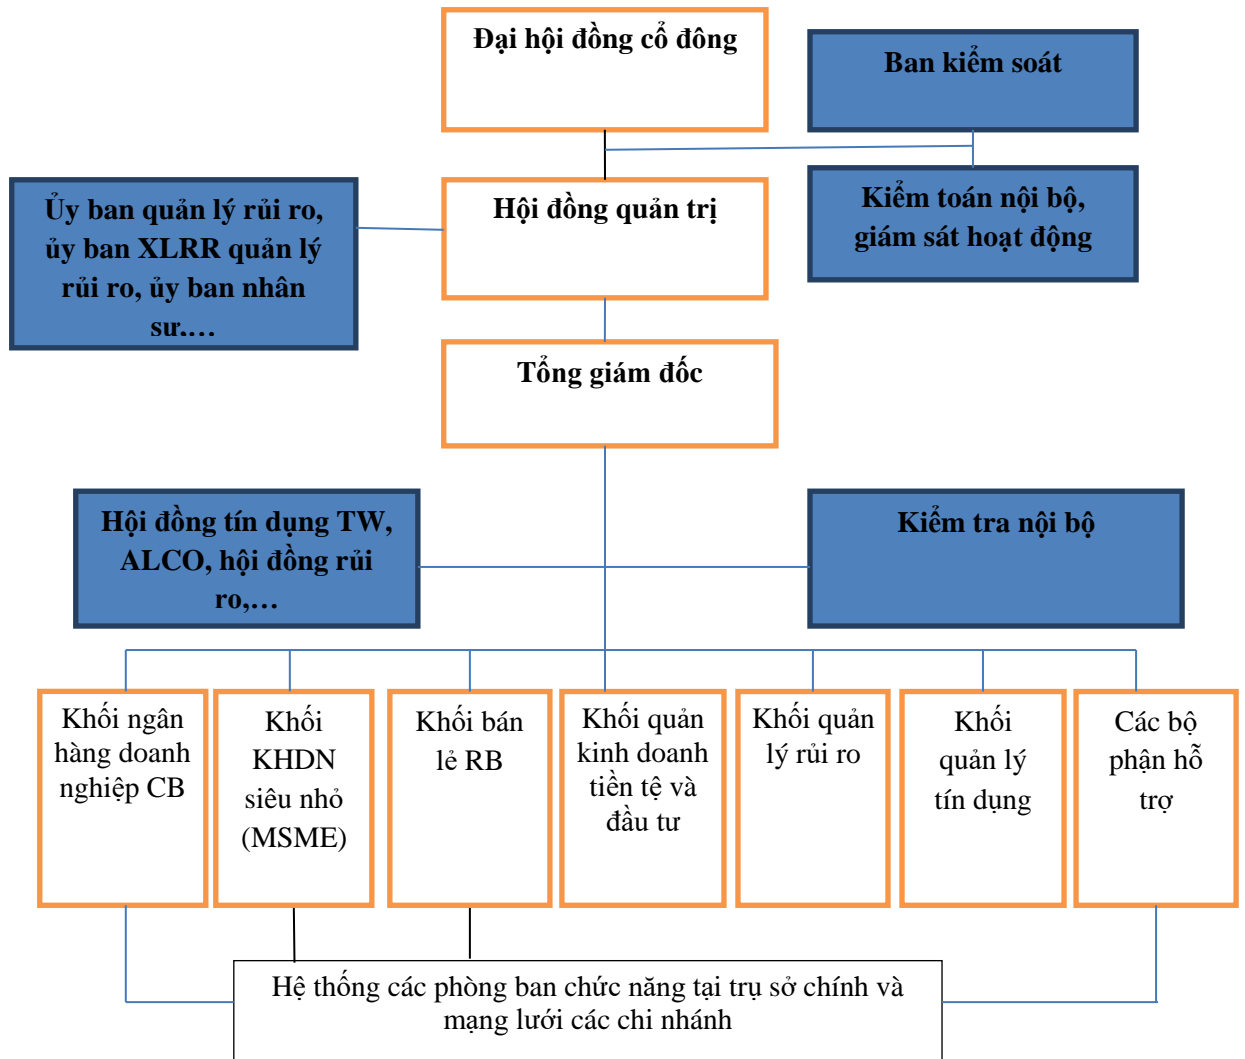 Đại hội đồng cổ đông
Ban kiểm soát
Ủy ban quản lý rủi ro,
ủy ban XLRR quản lý
rủi ro, ủy ban nhân
sư,…
Hội đồng quản trị
Kiểm toán nội bộ,
giám sát hoạt động
Tổng giám đốc
Hội đồng tín dụng TW,
ALCO, hội đồng rủi
ro,…
Kiểm tra nội bộ
Khối ngân
hàng doanh
nghiệp CB
Khối
KHDN
siêu nhỏ
(MSME)
Khối bán
lẻ RB
Khối quản
kinh doanh
tiền tệ và
đầu tư
Khối quản
lý rủi ro
Khối
quản lý
tín dụng
Các bộ
phận hỗ
trợ
Hệ thống các phòng ban chức năng tại trụ sở chính và
mạng lưới các chi nhánh